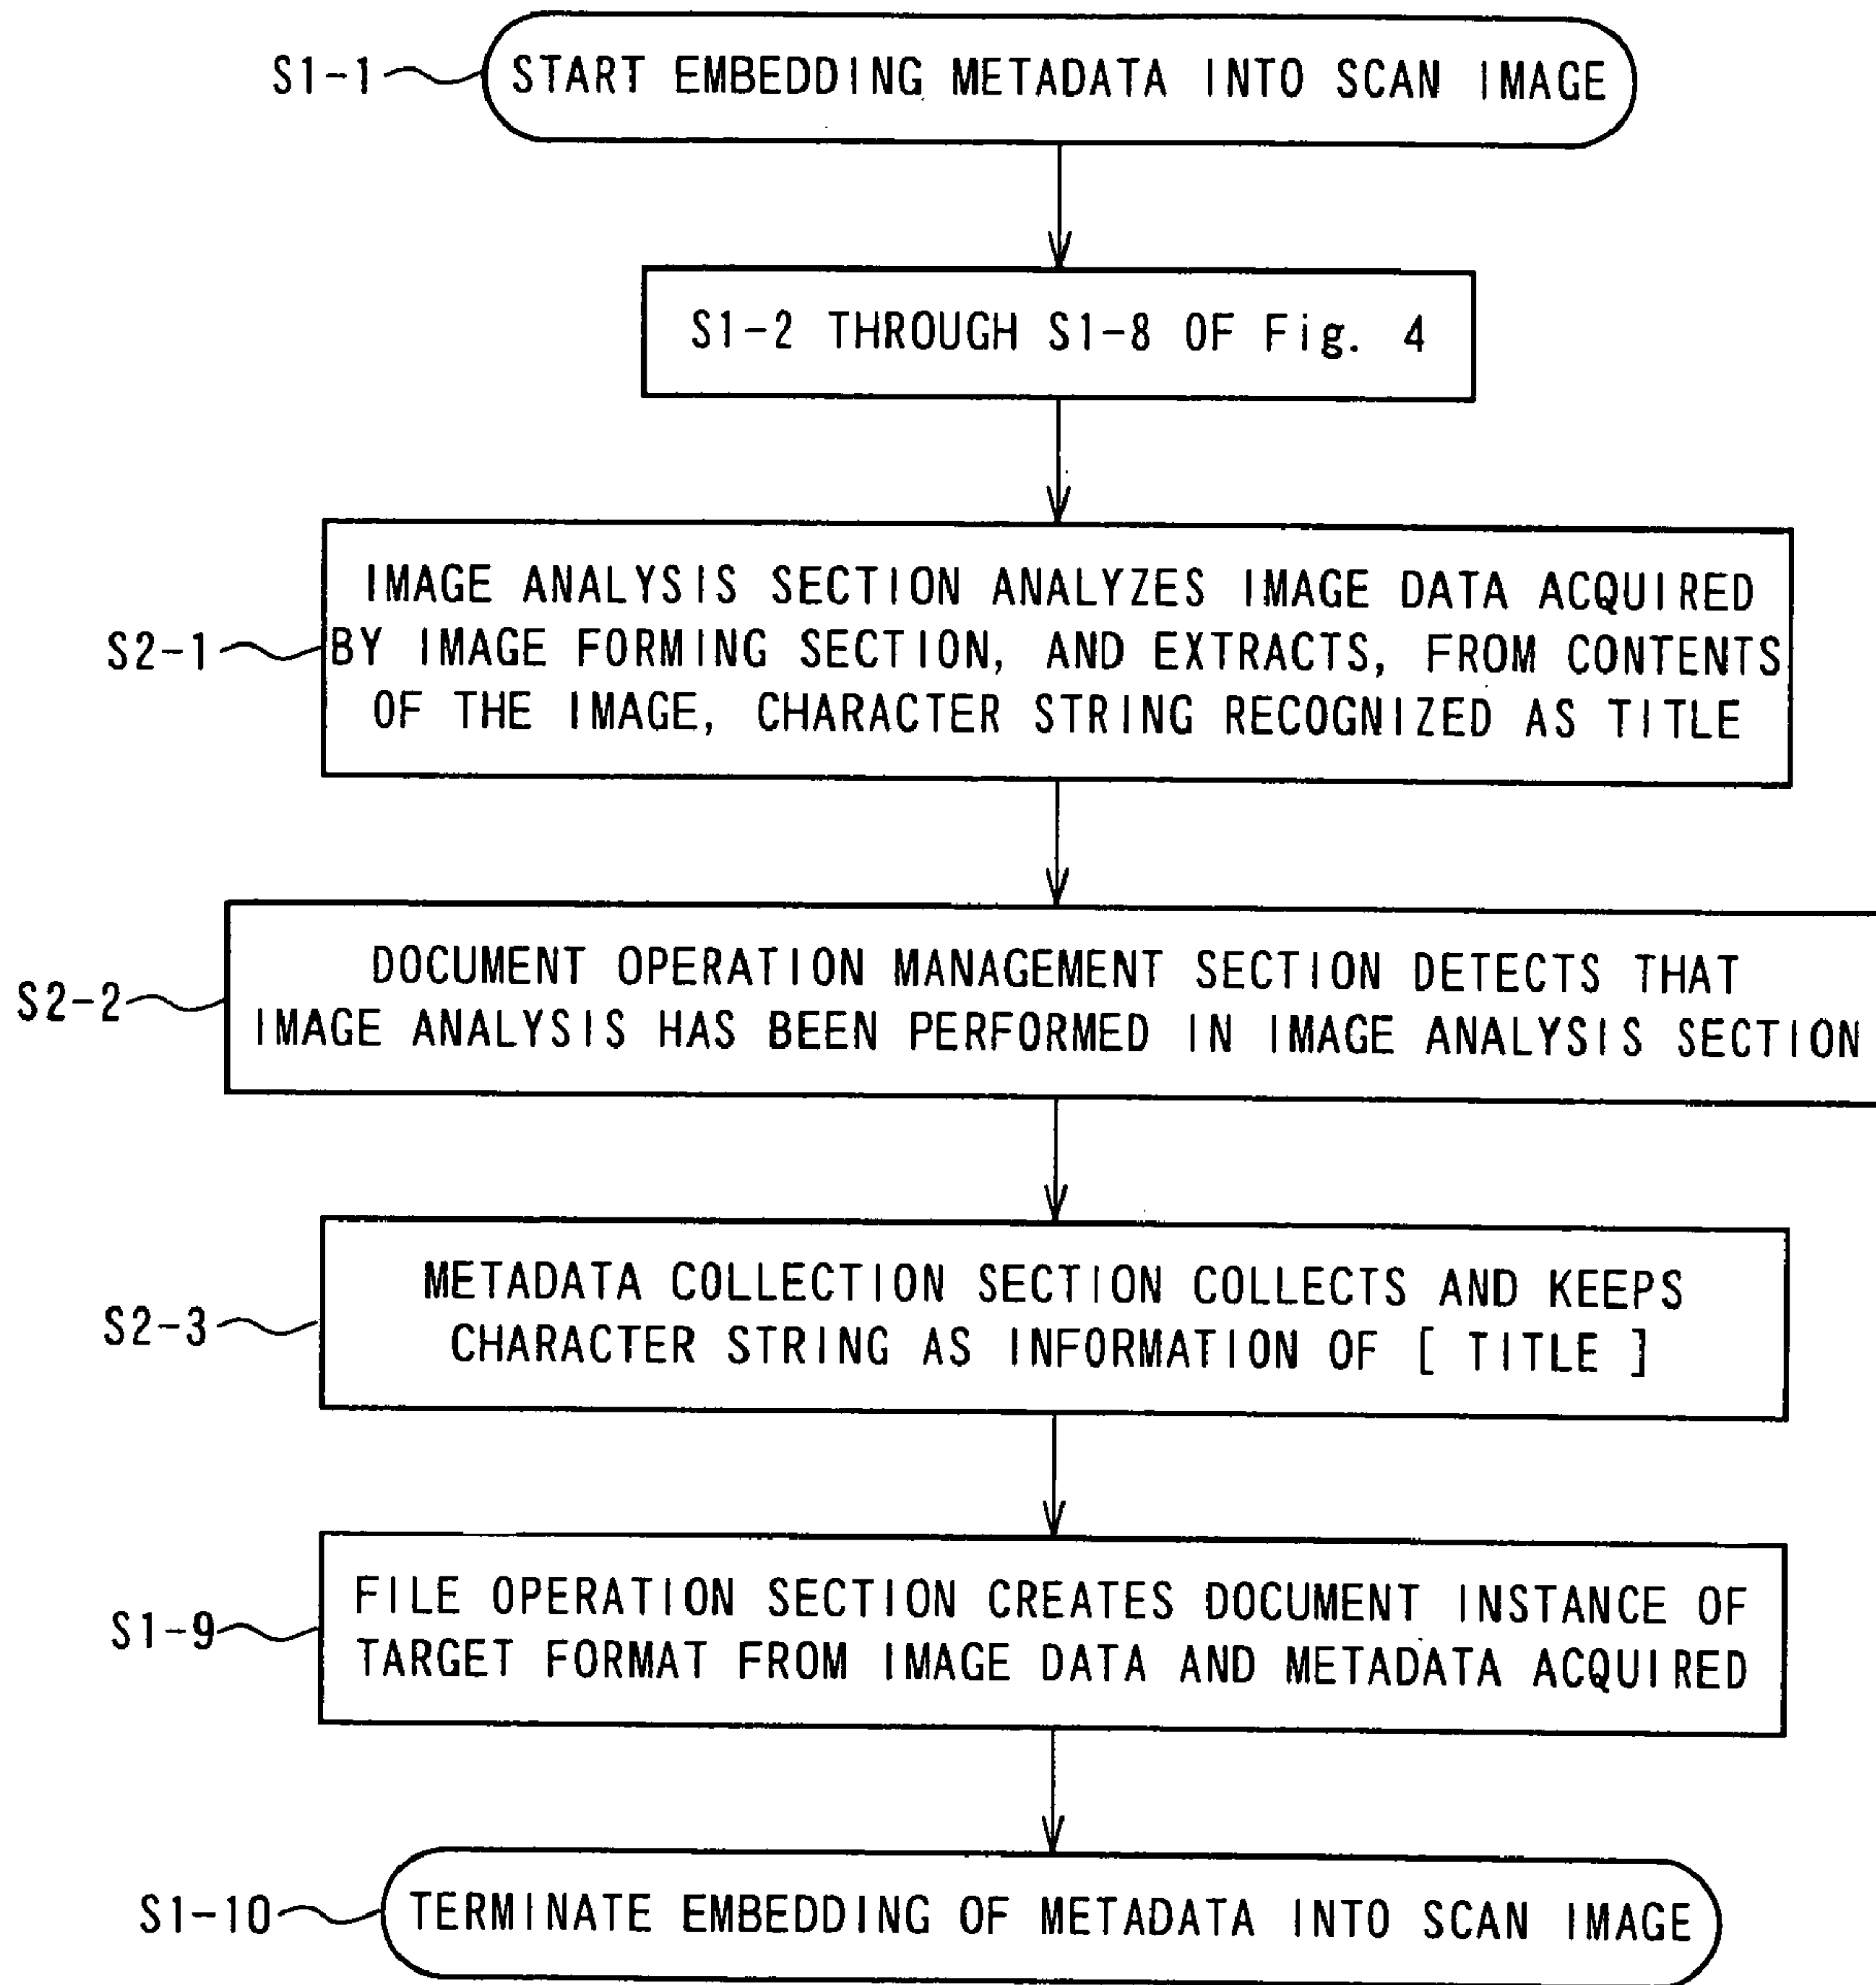 S1-1 START EMBEDDING METADATA INTO SCAN IMAGE
S1-2 THROUGH S1-8 OF Fig. 4
IMAGE ANALYSIS SECTION ANALYZES IMAGE DATA ACQUIRED
S2-1 BY IMAGE FORMING SECTION, AND EXTRACTS, FROM CONTENTS
OF THE IMAGE, CHARACTER STRING RECOGNIZED AS TITLE
DOCUMENT OPERATION MANAGEMENT SECTION DETECTS THAT
S2-2 IMAGE ANALYSIS HAS BEEN PERFORMED IN IMAGE ANALYSIS SECTION
METADATA COLLECTION SECTION COLLECTS AND KEEPS
S2-3 CHARACTER STRING AS INFORMATION OF [ TITLE ]
FILE OPERATION SECTION CREATES DOCUMENT INSTANCE OF
S1-9 TARGET FORMAT FROM IMAGE DATA AND METADATA ACQUIRED
S1-10 TERMINATE EMBEDDING OF METADATA INTO SCAN IMAGE